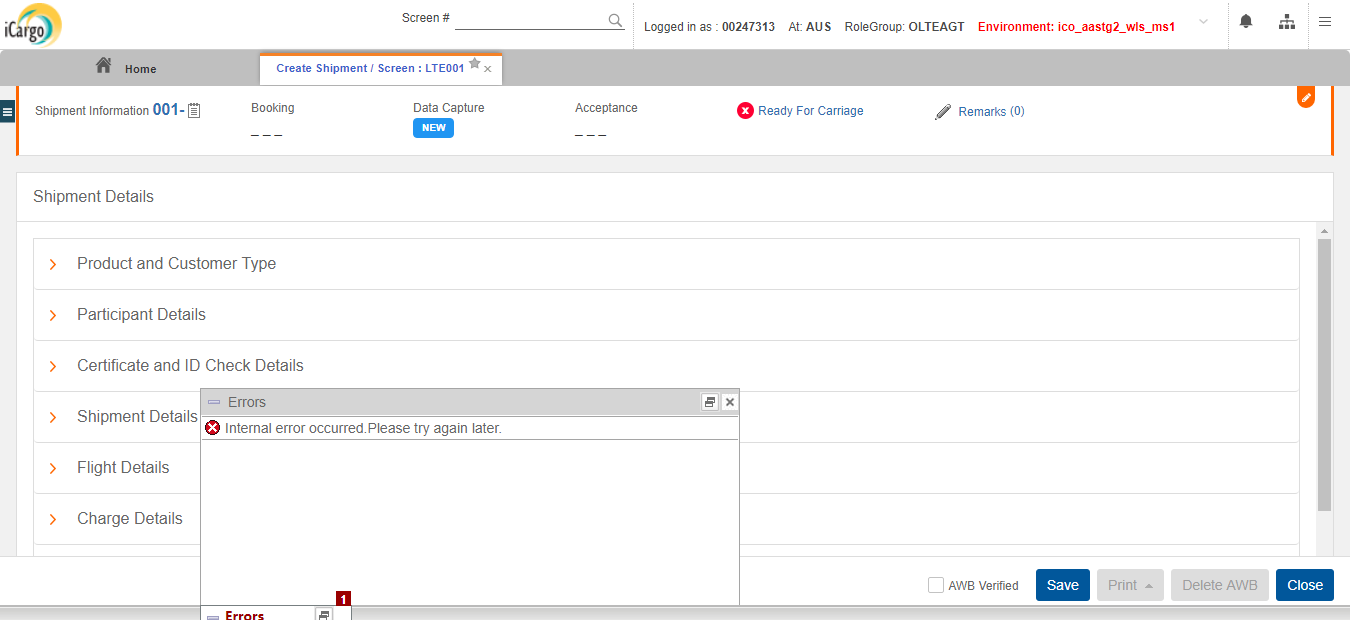 iCargo
Screen #
Logged in as : 00247313 At: AUS RoleGroup: OLTEAGT Environment: ico_aastg2_wls_ms1
Home
Create Shipment / Screen : LTE001
Shipment Information 001-
Booking
_ _ _
Data Capture
NEW
Acceptance
_ _ _
Ready For Carriage
Remarks (0)
Shipment Details
Product and Customer Type
Participant Details
Certificate and ID Check Details
Shipment Details
Flight Details
Charge Details
Errors
Internal error occurred.Please try again later.
AWB Verified
Save
Print
Delete AWB
Close
1
Errors